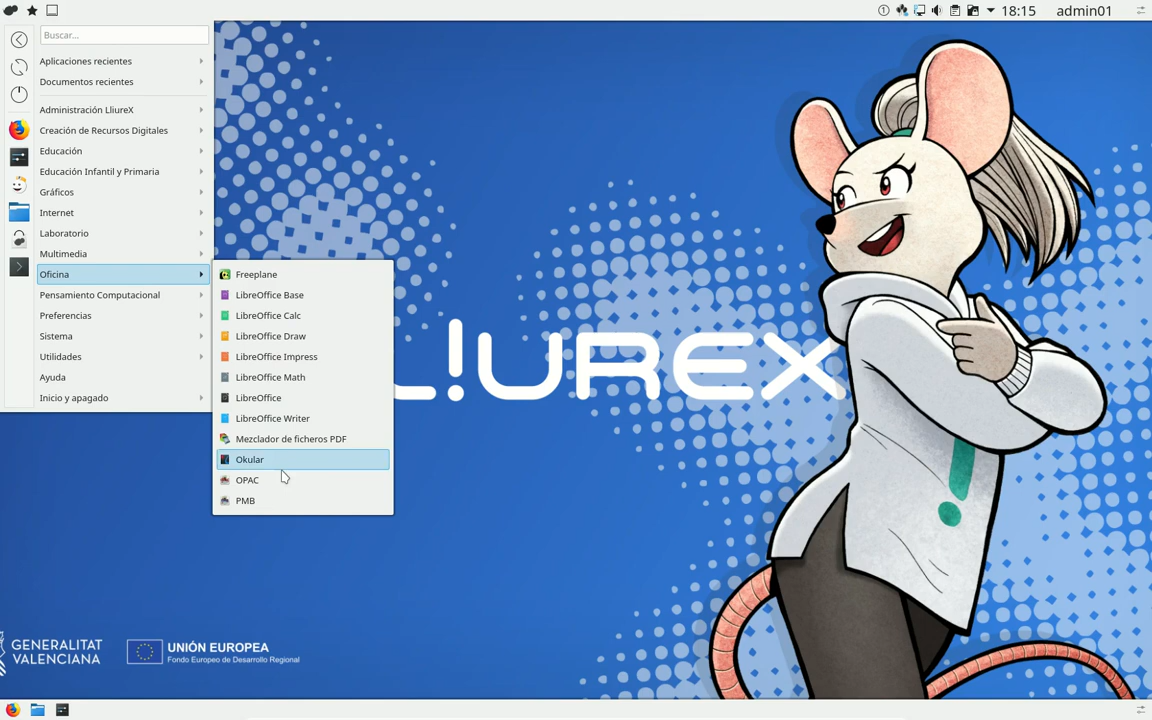 18:15
admin01
Buscar...
Aplicaciones recientes
Documentos recientes
Administración LliureX
Creación de Recursos Digitales
Educación
Educación Infantil y Primaria
Gráficos
Internet
Laboratorio
Multimedia
Oficina
Pensamiento Computacional
Preferencias
Sistema
Utilidades
Ayuda
Inicio y apagado
Freeplane
LibreOffice Base
LibreOffice Calc
LibreOffice Draw
LibreOffice Impress
LibreOffice Math
LibreOffice
LibreOffice Writer
Mezclador de ficheros PDF
Okular
OPAC
PMB
L!UREX
GENERALITAT
VALENCIANA
UNIÓN EUROPEA
Fondo Europeo de Desarrollo Regional